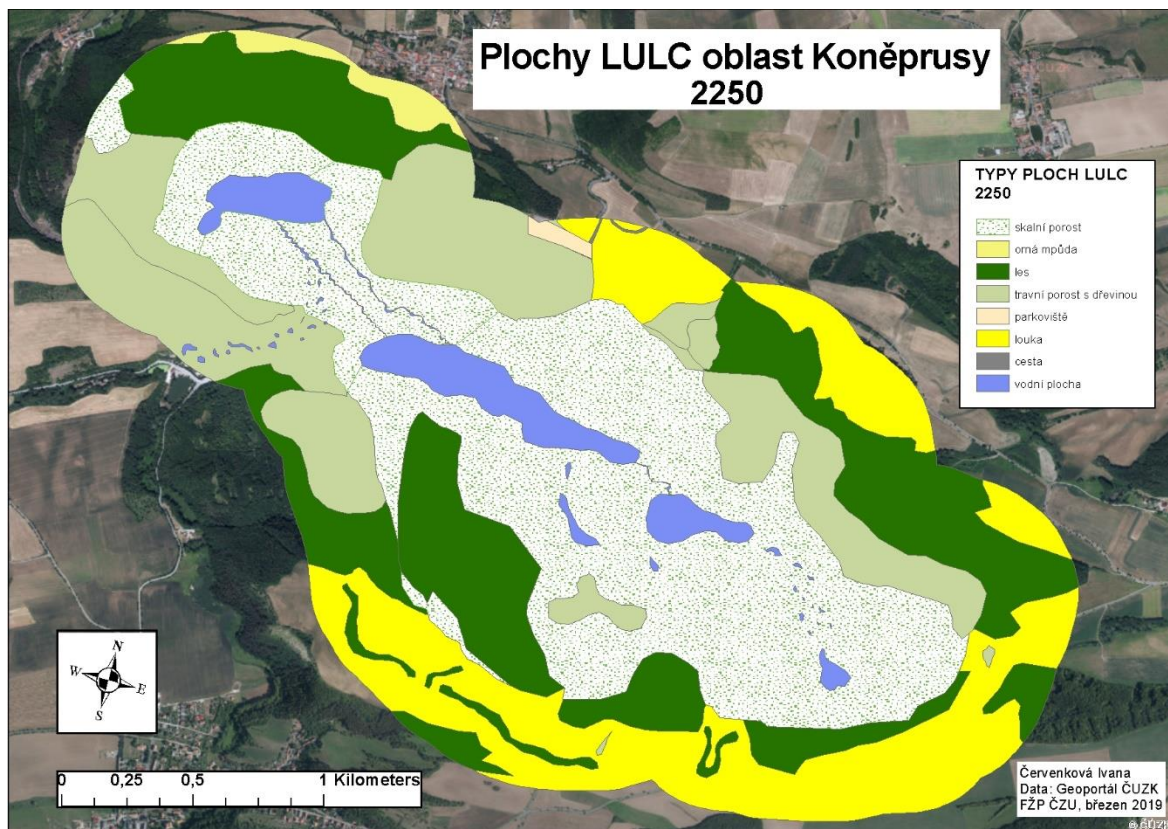 Plochy LULC oblast Koněprusy
2250
TYPY PLOCH LULC
2250
skalní porost
orná mpůda
les
travní porost s dřevinou
parkoviště
louka
cesta
vodní plocha
N
W
E
S
0 0,25 0,5 1 Kilometers
Červenková Ivana
Data: Geoportál ČUZK
FŽP ČZU, březen 2019
© ČÚZK